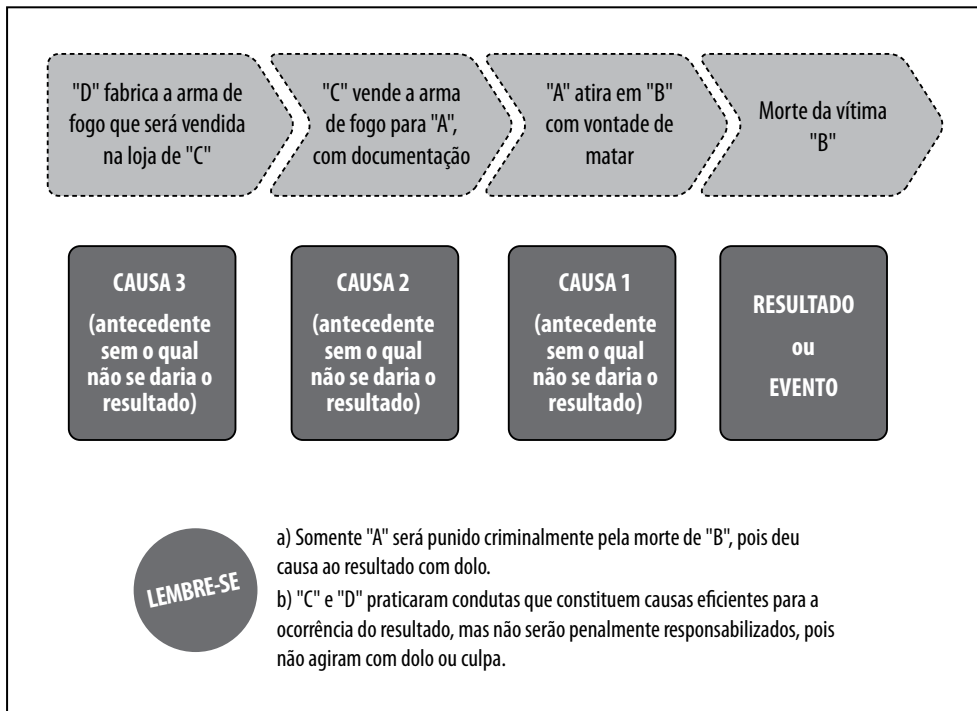 "D" fabrica a arma de
fogo que será vendida
na loja de "C"
"C" vende a arma
de fogo para "A",
com documentação
"A" atira em "B"
com vontade de
matar
Morte da vítima
"B"
CAUSA 3
(antecedente
sem o qual
não se daria o
resultado)
CAUSA 2
(antecedente
sem o qual
não se daria o
resultado)
CAUSA 1
(antecedente
sem o qual
não se daria o
resultado)
RESULTADO
ou
EVENTO
LEMBRE-SE
a) Somente "A" será punido criminalmente pela morte de "B", pois deu
causa ao resultado com dolo.
b) "C" e "D" praticaram condutas que constituem causas eficientes para a
ocorrência do resultado, mas não serão penalmente responsabilizados, pois
não agiram com dolo ou culpa.